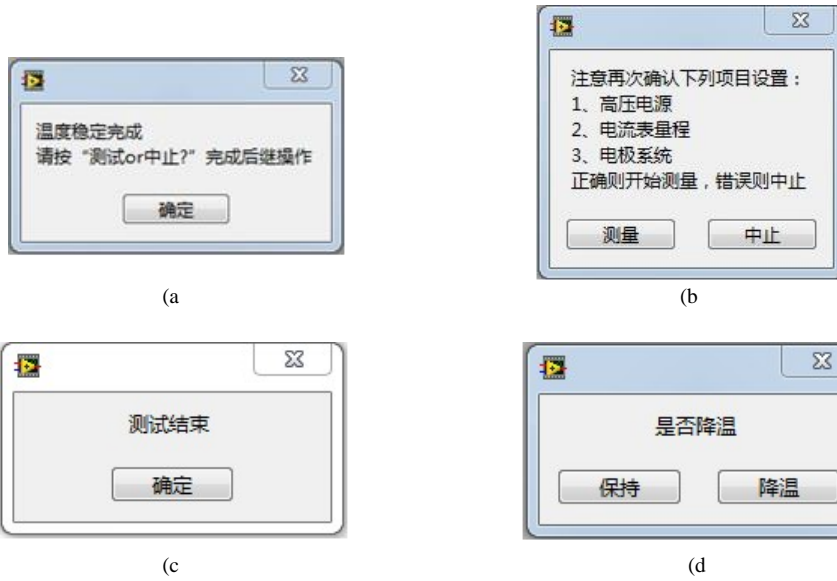 温度稳定完成
请按“测试or中止?”完成后继操作
确定
(a
注意再次确认下列项目设置：
1、高压电源
2、电流表量程
3、电极系统
正确则开始测量，错误则中止
测量 中止
(b
测试结束
确定
(c
是否降温
保持 降温
(d